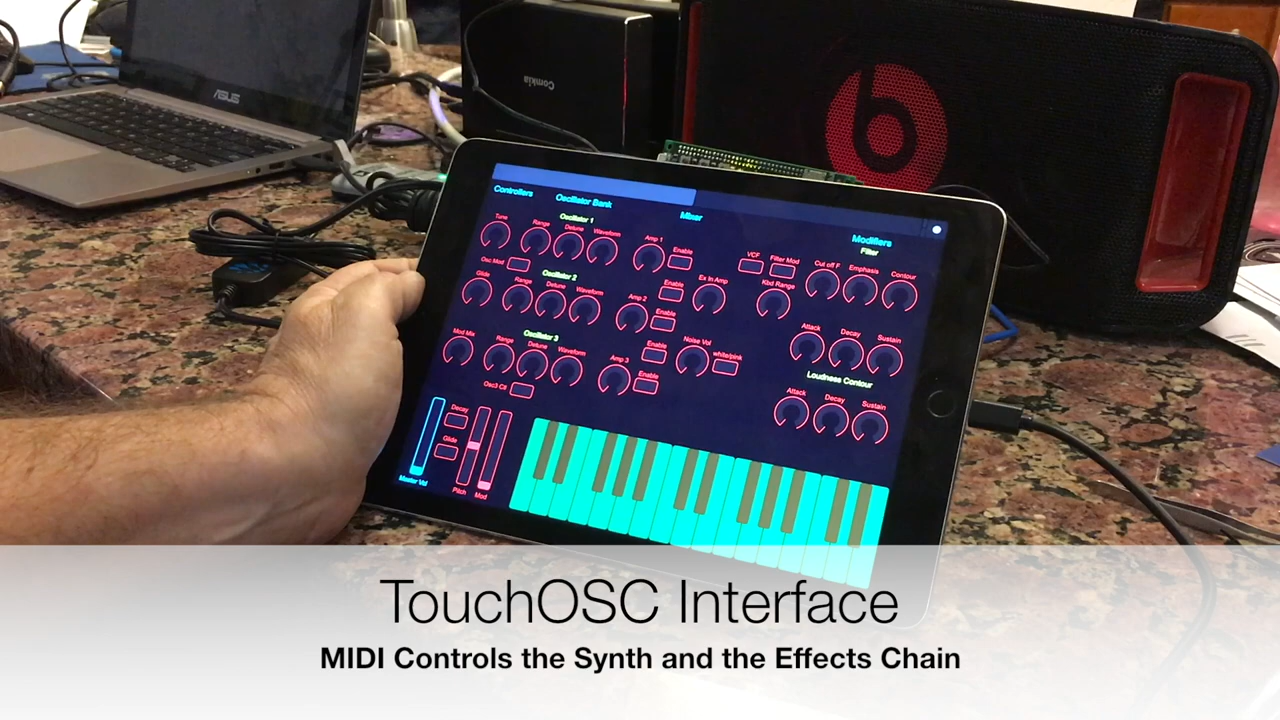 ASUS
Comkia
b
Controllers
Oscillator Bank
Mixer
Modifiers
Oscillator 1
Filter
Tune
Range
Detune
Waveform
Amp 1
Enable
VCF
Filter Mod
Cut off F
Emphasis
Contour
Osc Mod
Oscillator 2
Enable
Ex In Amp
Kbd Range
Glide
Range
Detune
Waveform
Amp 2
Enable
Oscillator 3
Attack
Decay
Sustain
Mod Mix
Range
Detune
Waveform
Amp 3
Enable
Enable
Noise Vol
white/pink
Loudness Contour
Osc3 Ctl
Attack
Decay
Sustain
Decay
Glide
Master Vol
Pitch
Mod
TouchOSC Interface
MIDI Controls the Synth and the Effects Chain